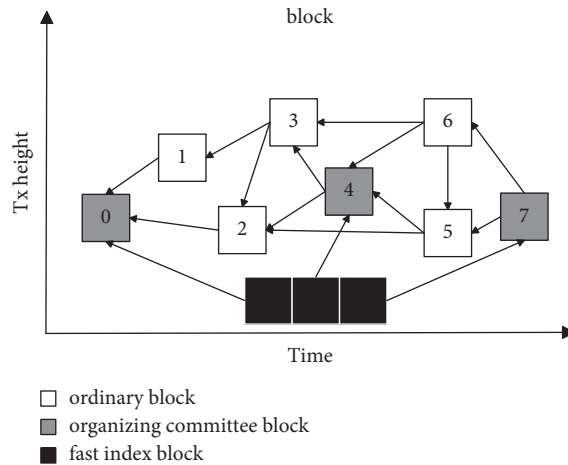 block
Tx height
3
6
1
4
0
2
5
7
Time
ordinary block
organizing committee block
fast index block